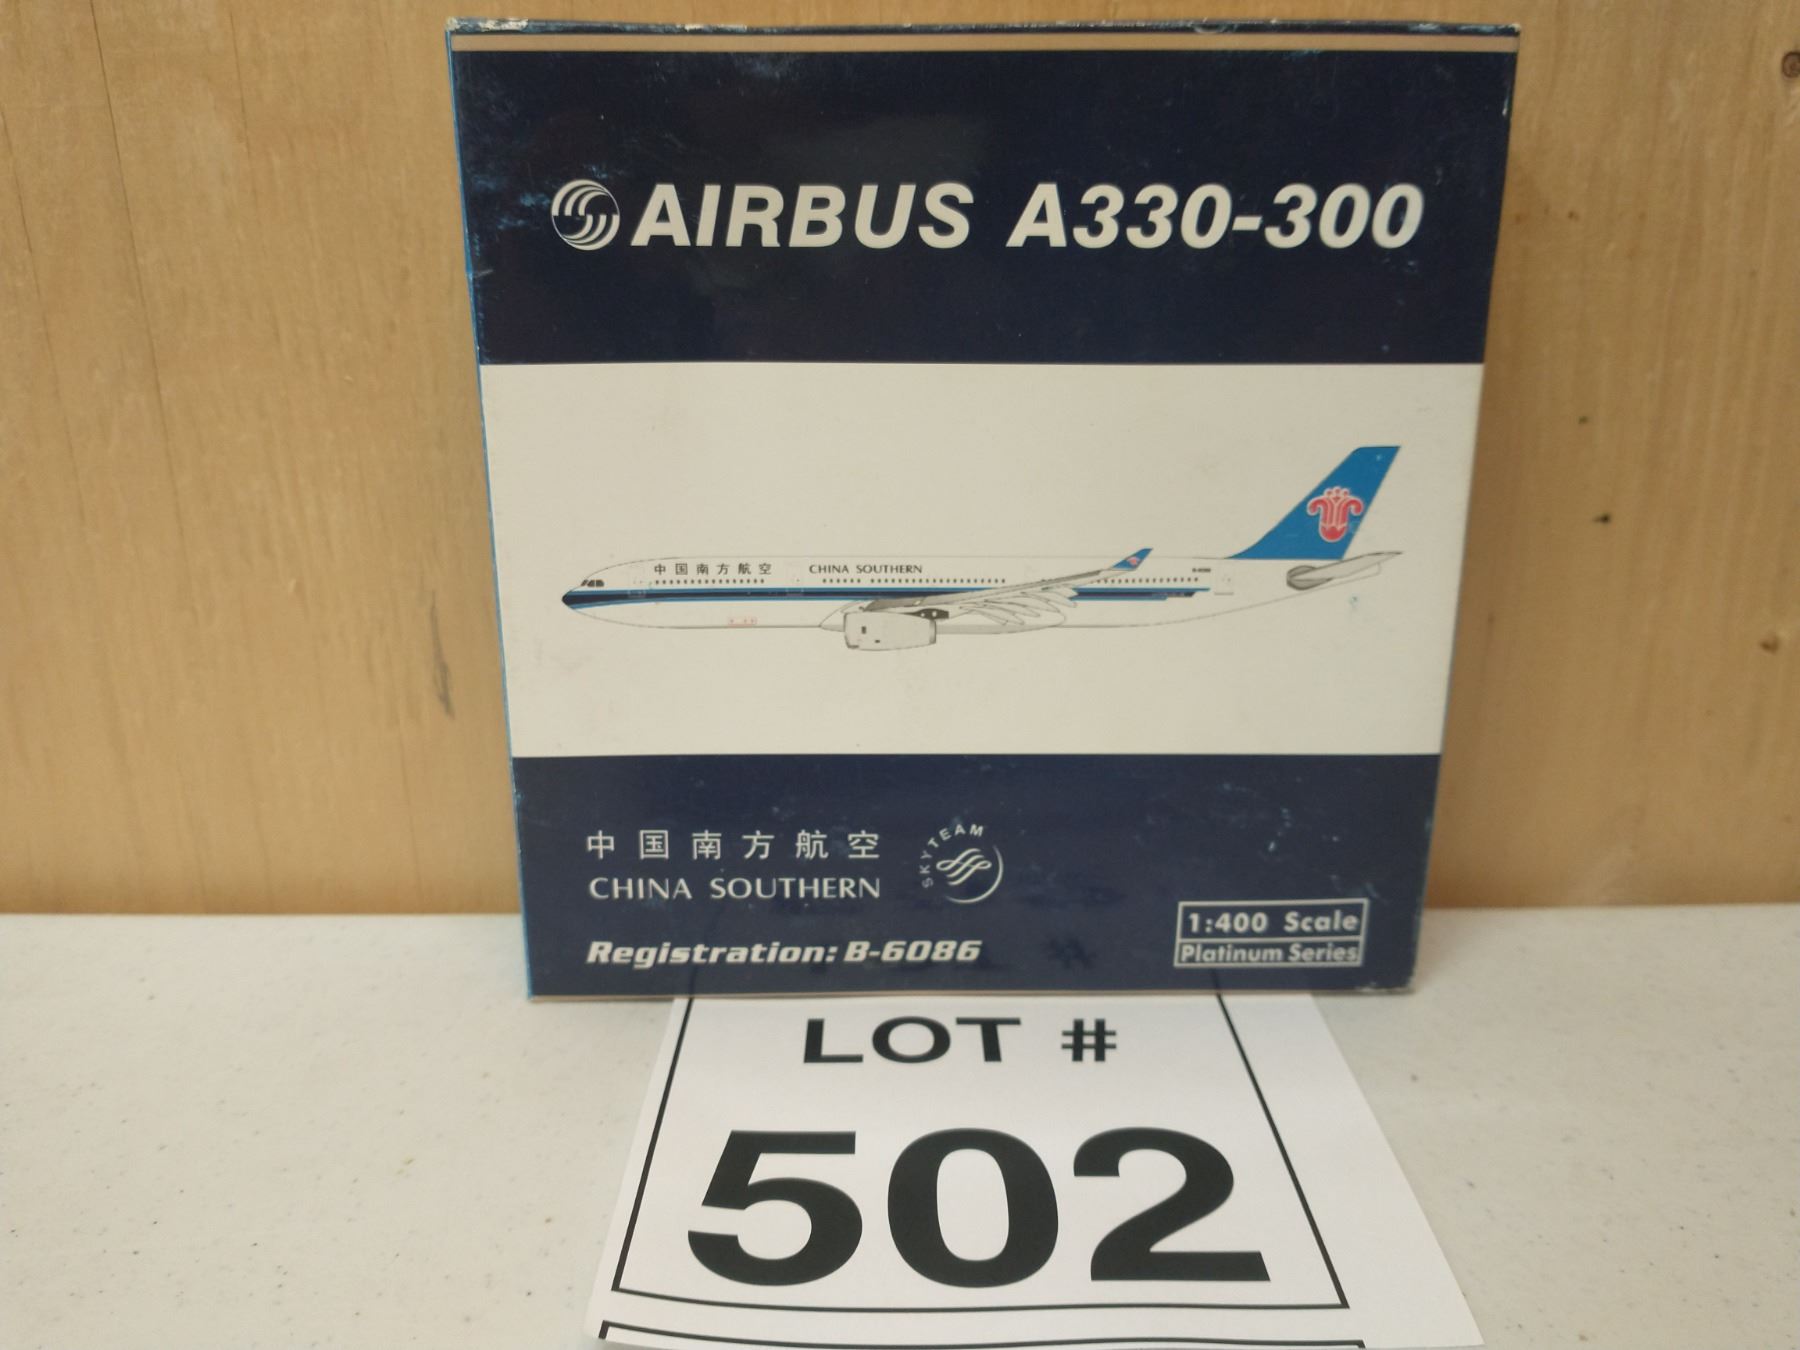 AIRBUS A330-300
中国南方航空 CHINA SOUTHERN
B-6086
中国南方航空
CHINA SOUTHERN
SKYTEAM
Registration: B-6086
1:400 Scale
Platinum Series
LOT #
502